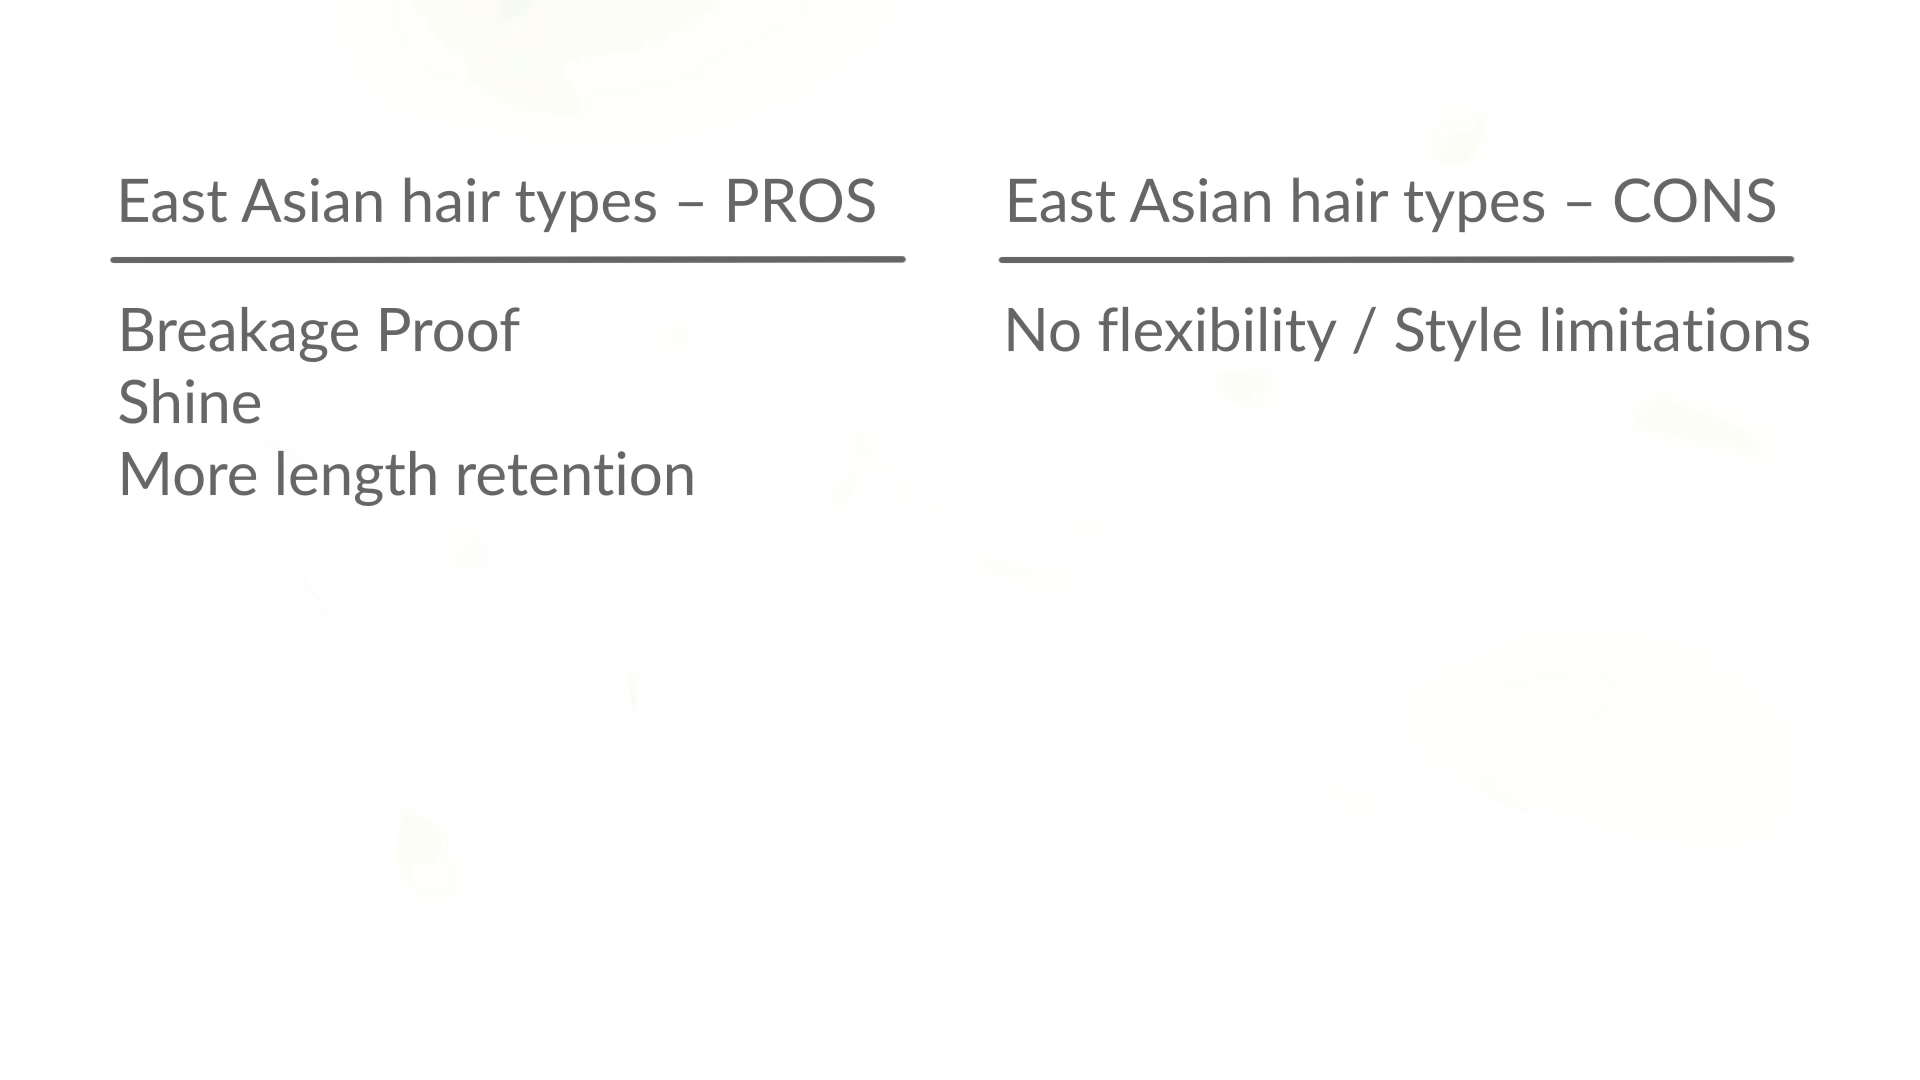 East Asian hair types – PROS
Breakage Proof
Shine
More length retention
East Asian hair types – CONS
No flexibility / Style limitations